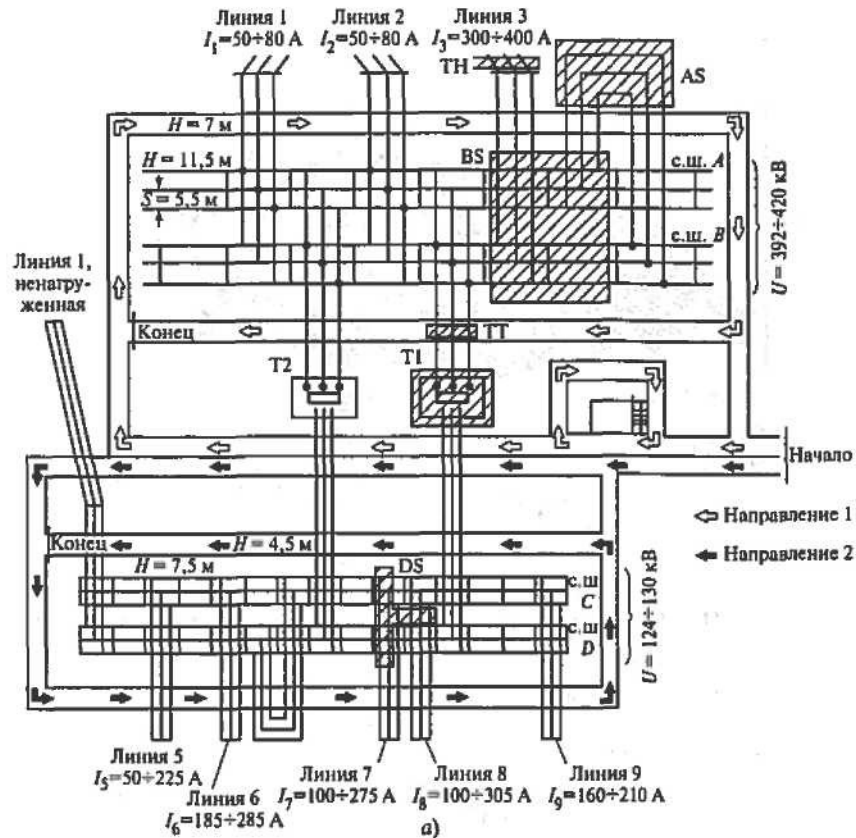 Линия 1
I₁=50÷80 А
Линия 2
I₂=50÷80 А
Линия 3
I₃=300÷400 А
ТН
AS
H = 7 м
H = 11,5 м
BS
с.ш. A
S = 5,5 м
с.ш. B
U = 392÷420 кВ
Линия 1,
ненагру-
женная
Конец
ТТ
Т2
Т1
Начало
Направление 1
Направление 2
Конец
H = 4,5 м
H = 7,5 м
DS
с.ш
C
с.ш
D
U = 124÷130 кВ
Линия 5
I₅=50÷225 А
Линия 6
I₆=185÷285 А
Линия 7
I₇=100÷275 А
Линия 8
I₈=100÷305 А
Линия 9
I₉=160÷210 А
а)